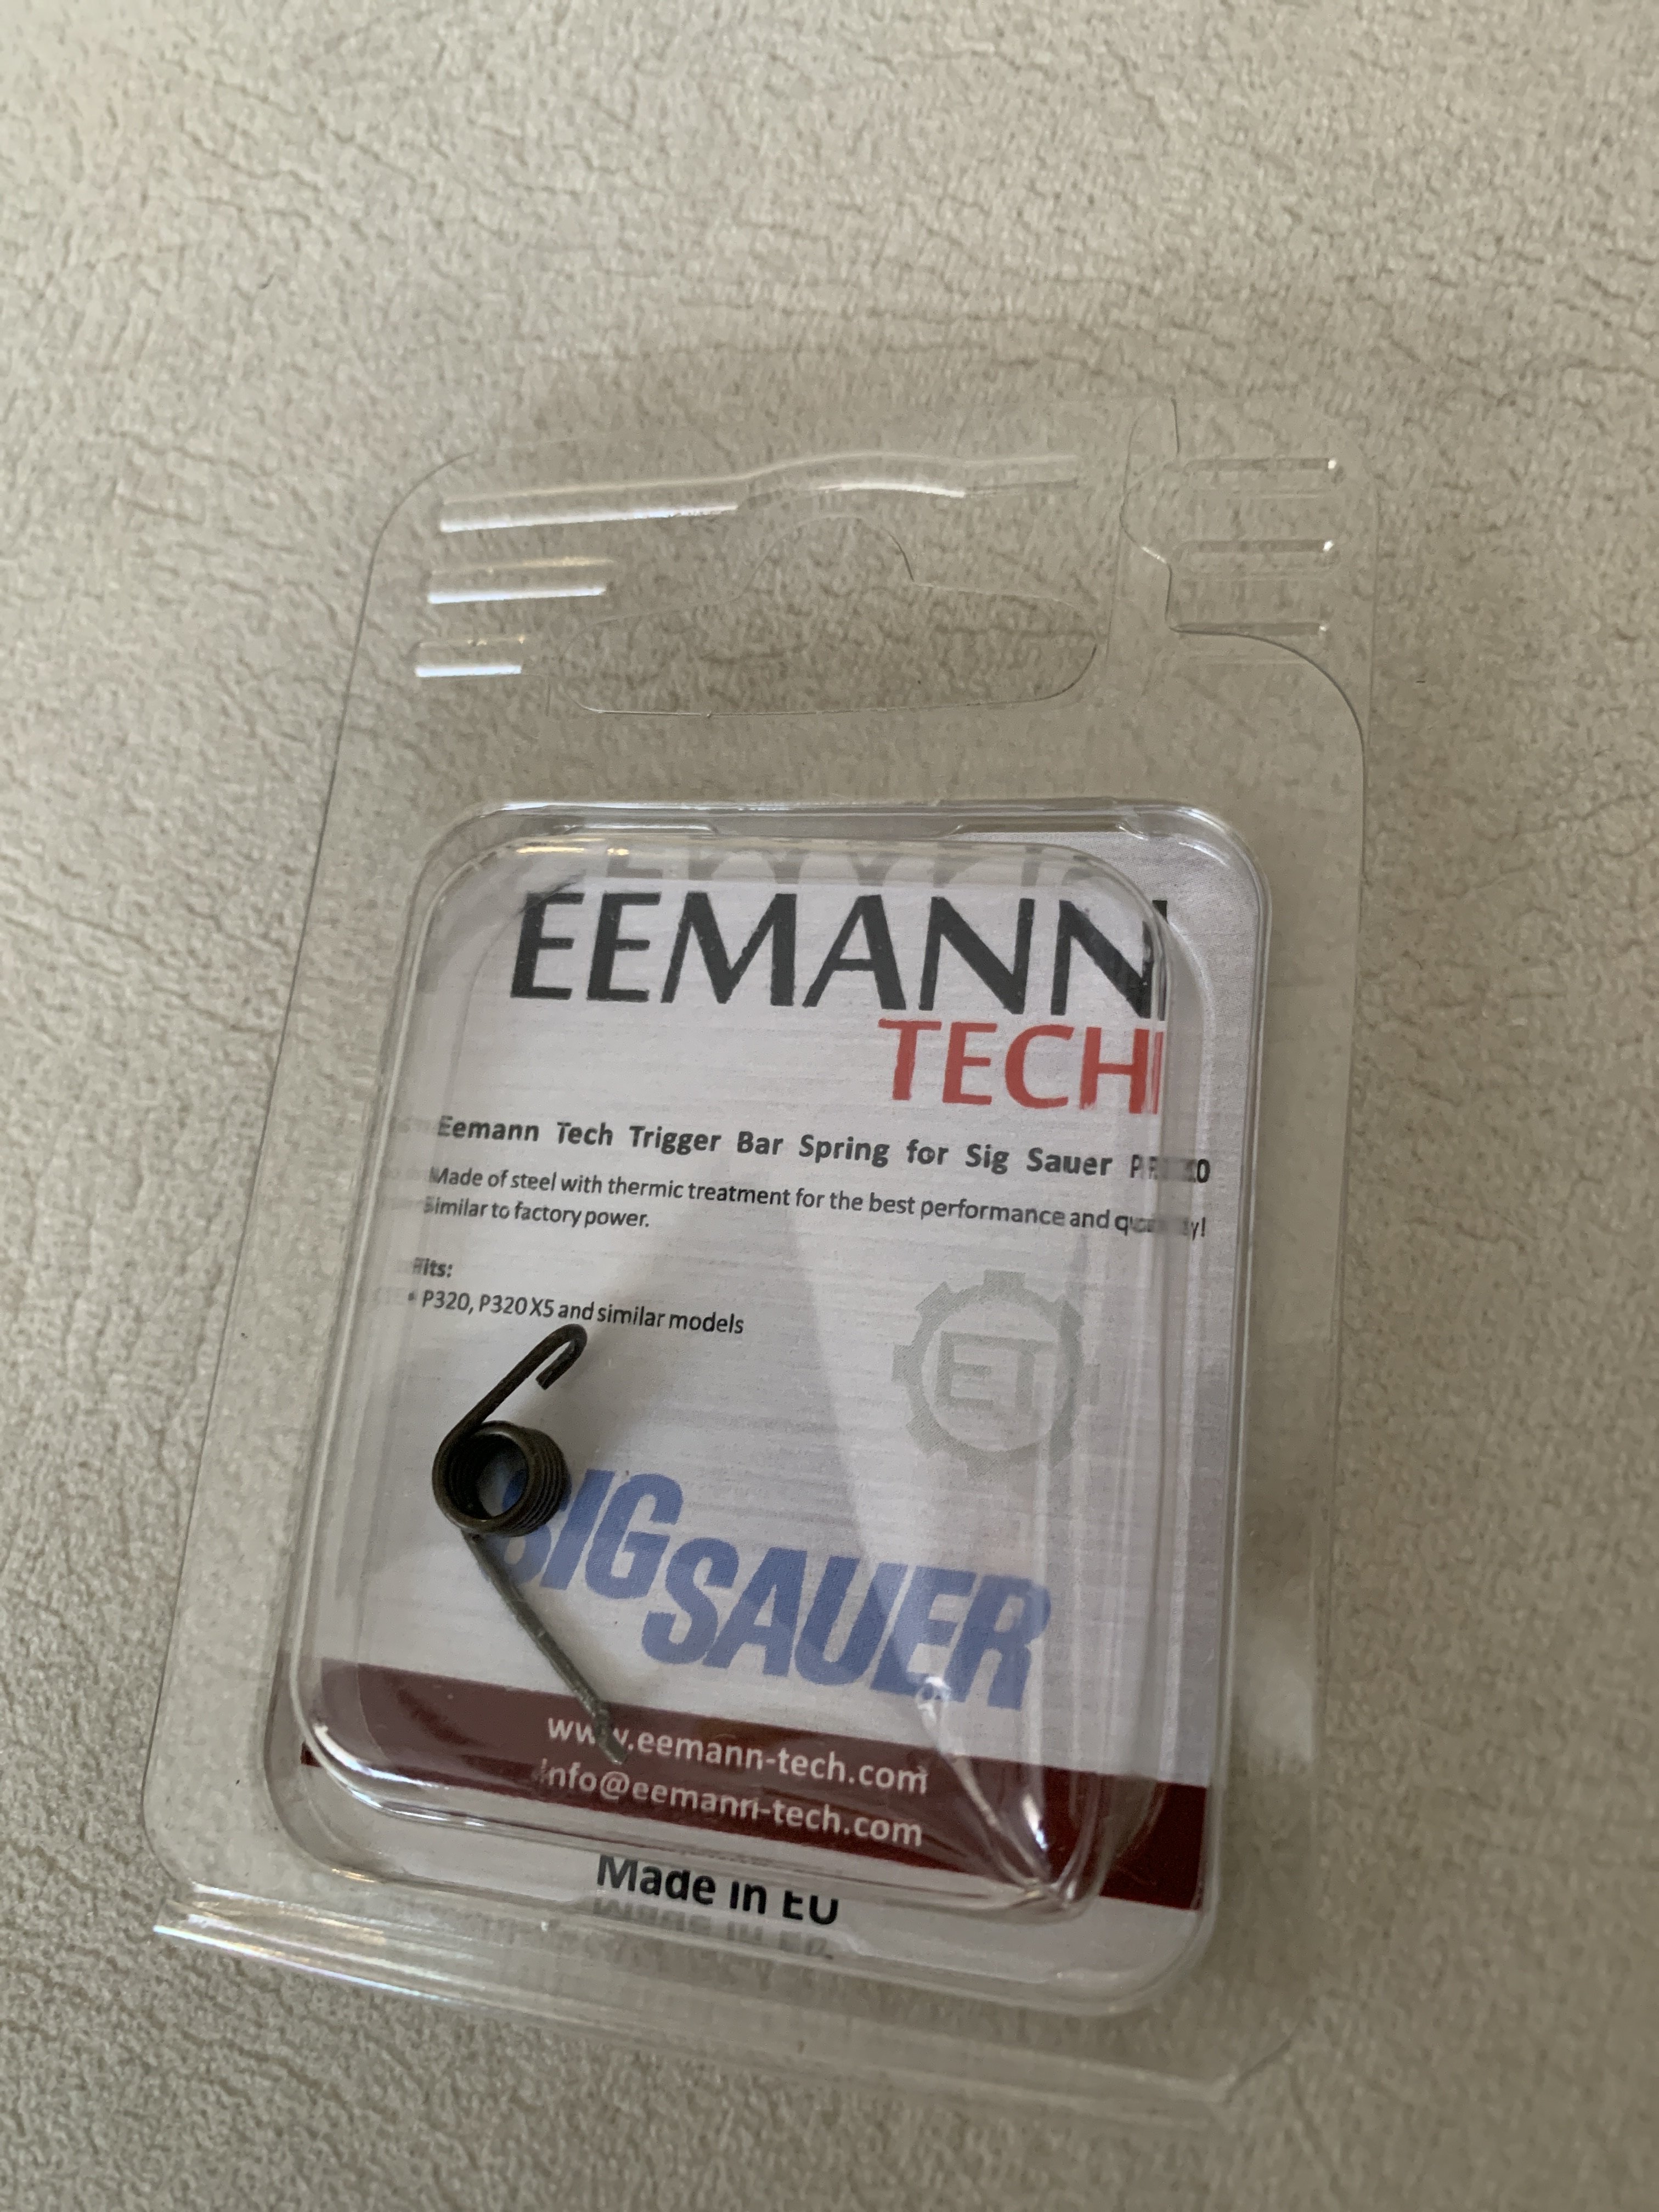 EEMANN
TECH
Eemann Tech Trigger Bar Spring for Sig Sauer
Made of steel with thermic treatment for the best performance and
Similar to factory power.
Fits:
• P320, P320 X5 and similar models
ET
SIG SAUER
www.eemann-tech.com
info@eemann-tech.com
Made in EU